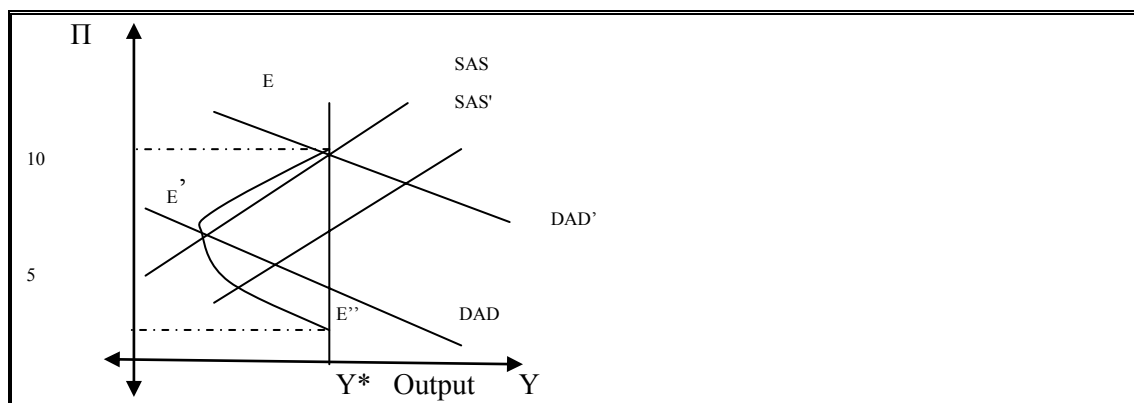 Π
SAS
E
SAS'
10
E’
DAD’
5
E’’
DAD
Y* Output Y